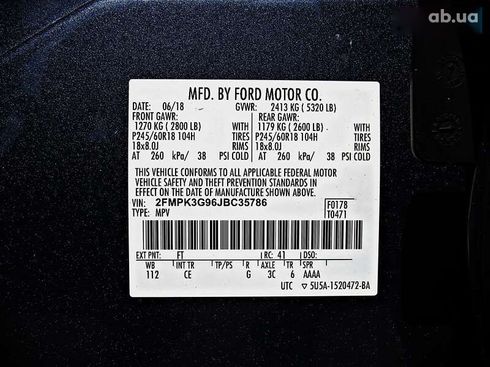 ab.ua
MFD. BY FORD MOTOR CO.
DATE: 06/18 GVWR: 2413 KG ( 5320 LB)
FRONT GAWR: REAR GAWR:
1270 KG ( 2800 LB) WITH 1179 KG ( 2600 LB) WITH
P245/60R18 104H TIRES P245/60R18 104H TIRES
18x8.0J RIMS 18x8.0J RIMS
AT 260 kPa/ 38 PSI COLD AT 260 kPa/ 38 PSI COLD
THIS VEHICLE CONFORMS TO ALL APPLICABLE FEDERAL MOTOR
VEHICLE SAFETY AND THEFT PREVENTION STANDARDS IN
EFFECT ON THE DATE OF MANUFACTURE SHOWN ABOVE.
VIN: 2FMPK3G96JBC35786 F0178
TYPE: MPV T0471
EXT PNT: FT RC: 41 DSO:
WB INT TR TP/PS R AXLE TR SPR
112 CE G 3C 6 AAAA
UTC ▽ 5U5A-1520472-BA